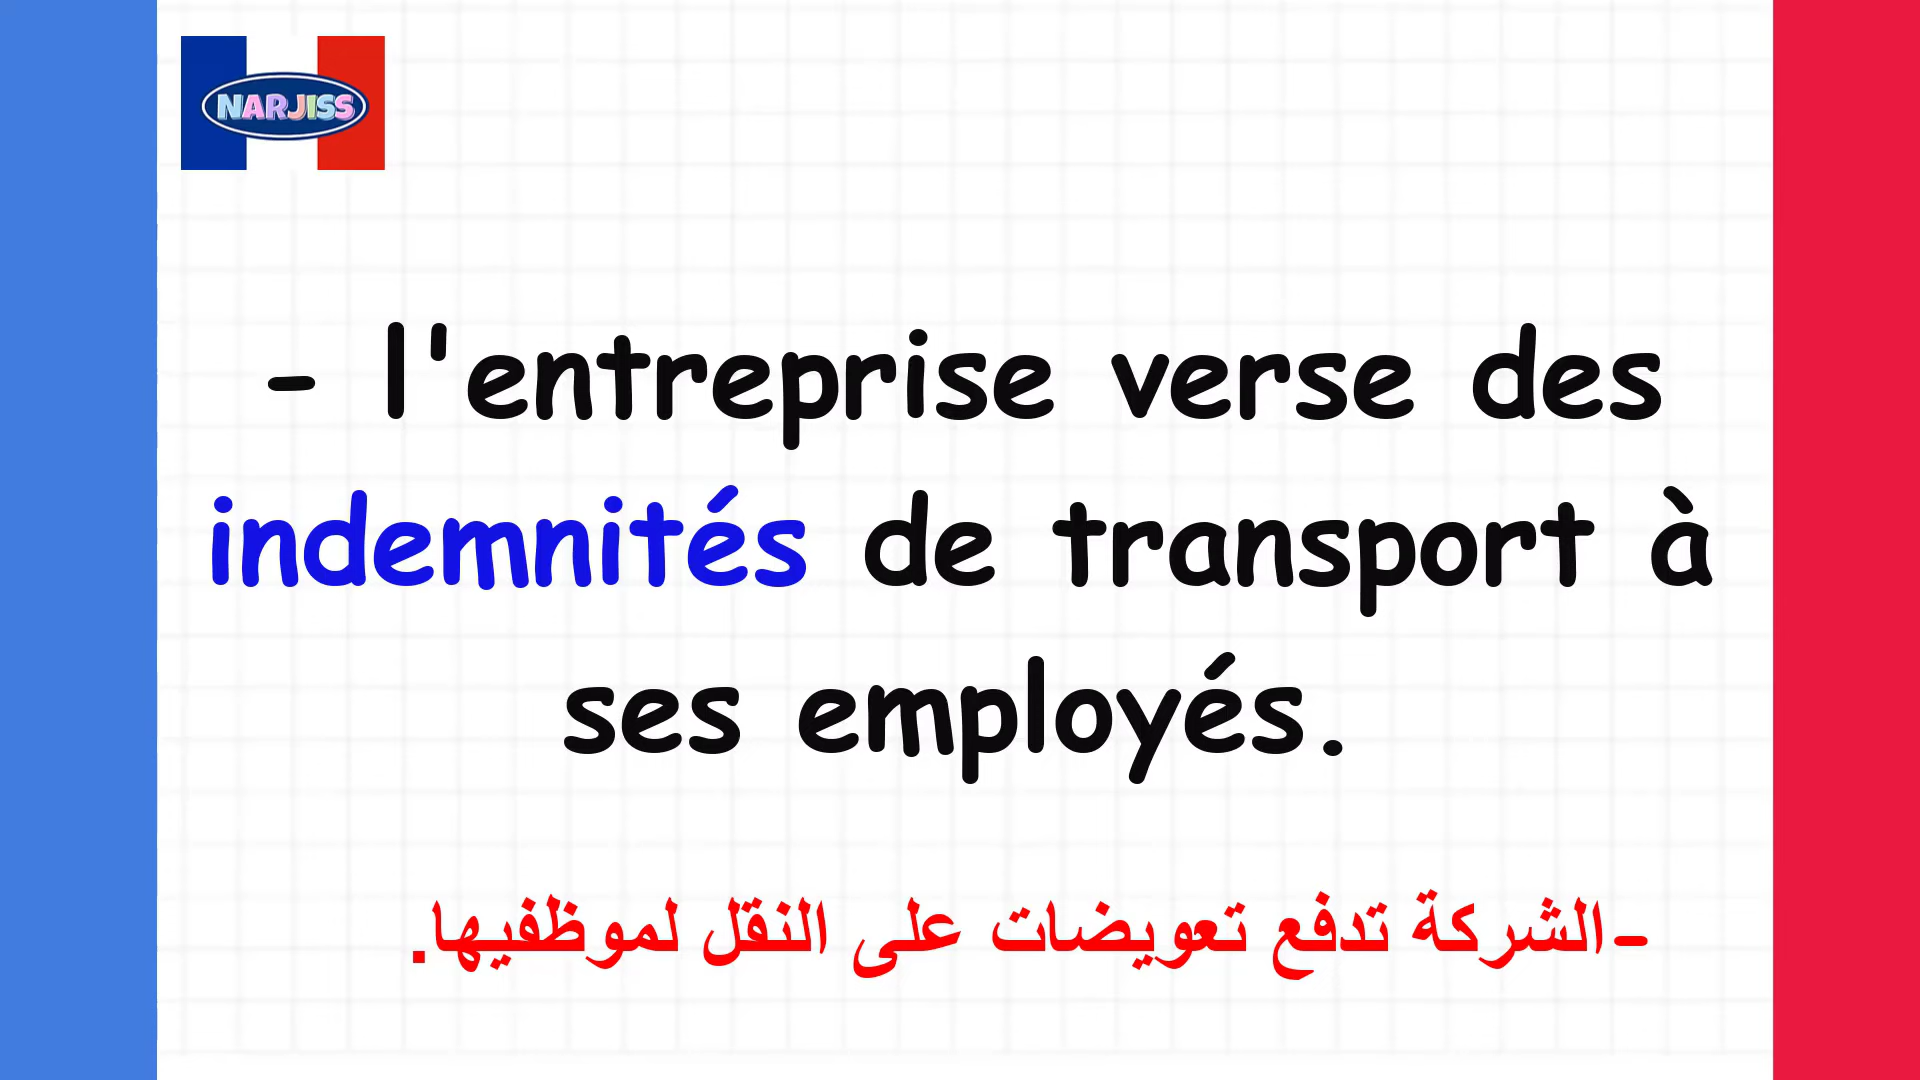 NARJISS
- l'entreprise verse des
indemnités de transport à
ses employés.
-الشركة تدفع تعويضات على النقل لموظفيها.